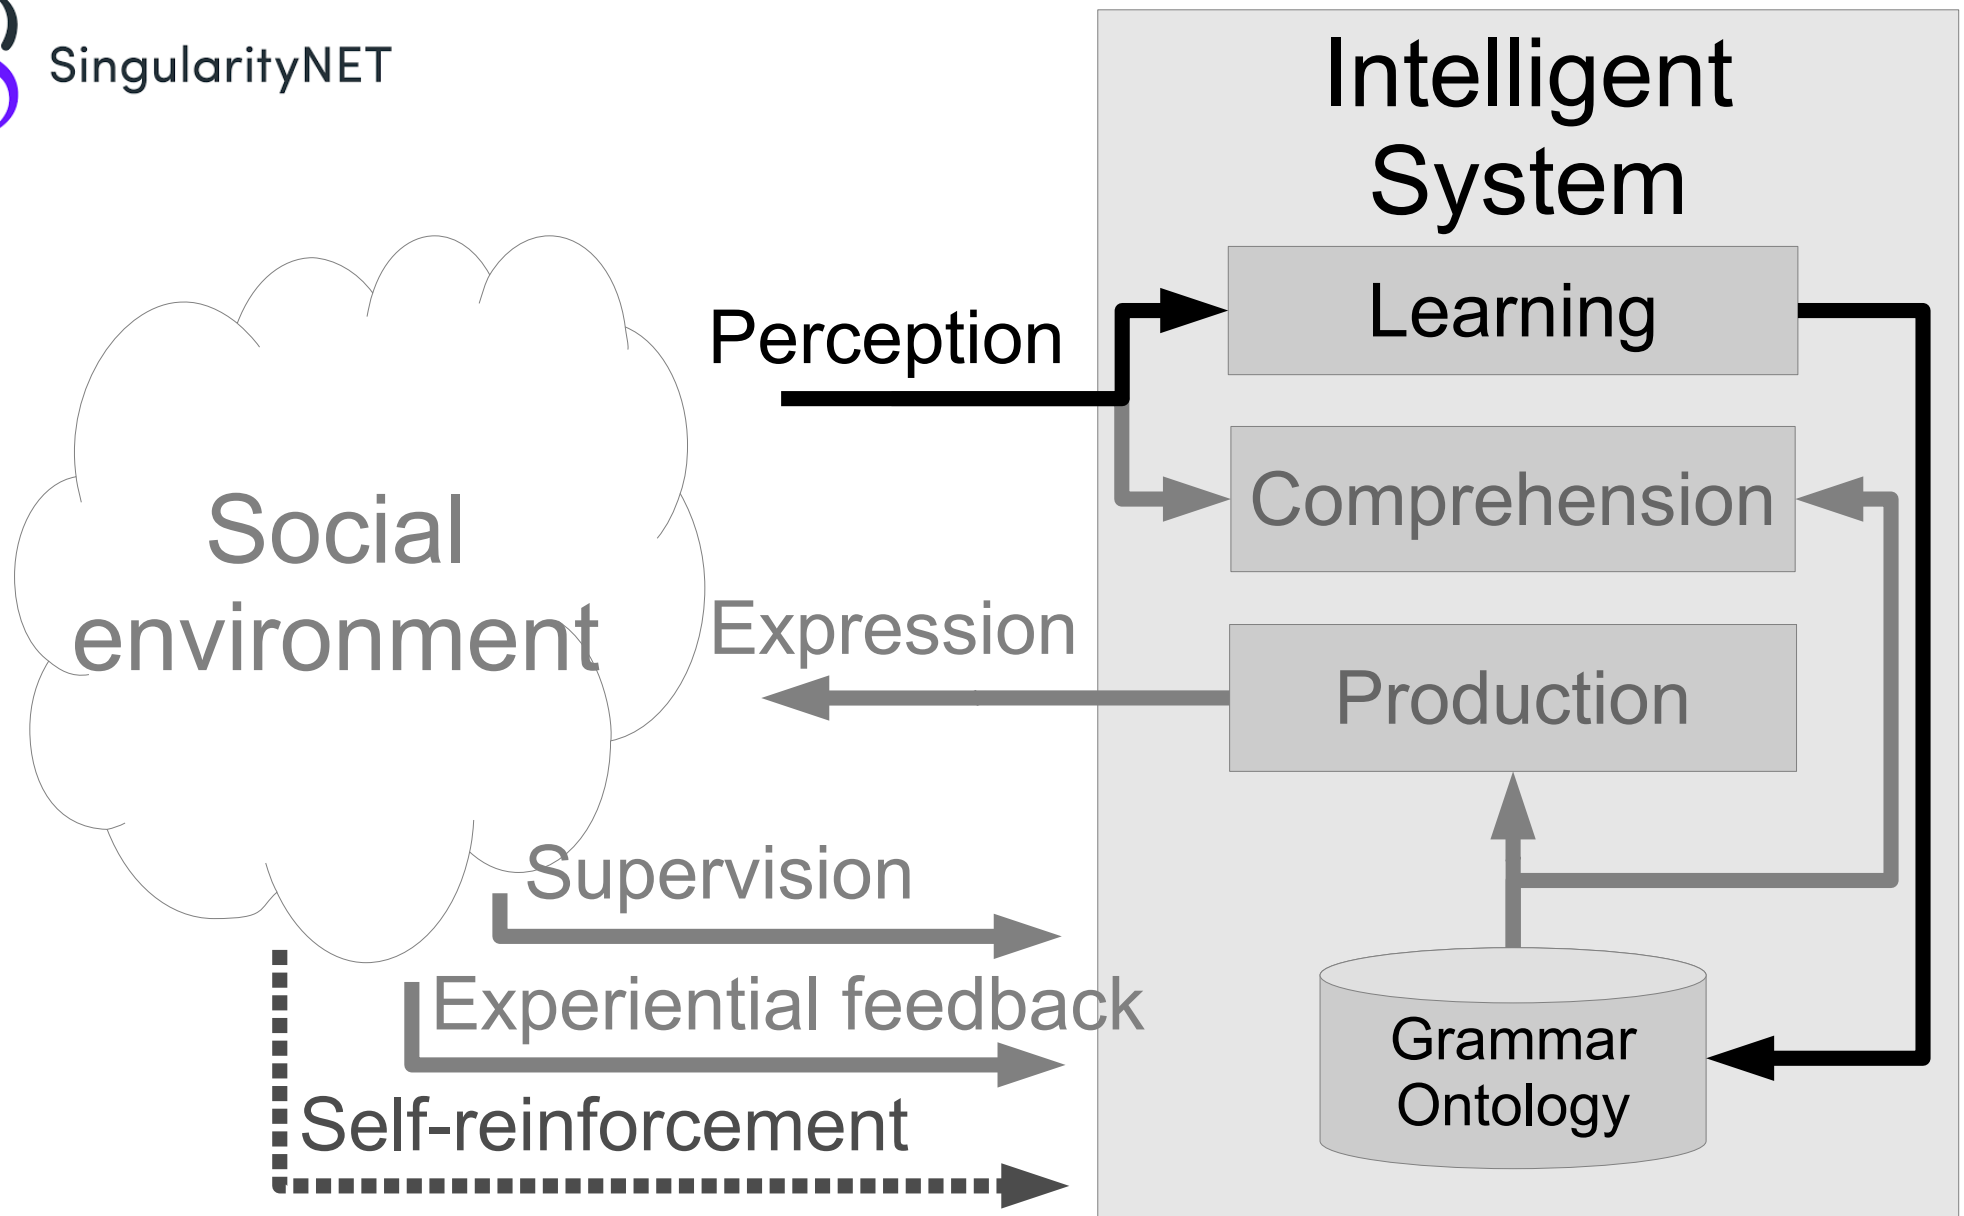 SingularityNET
Intelligent
System
Learning
Perception
Comprehension
Social
environment
Expression
Production
Supervision
Experiential feedback
Grammar
Ontology
Self-reinforcement